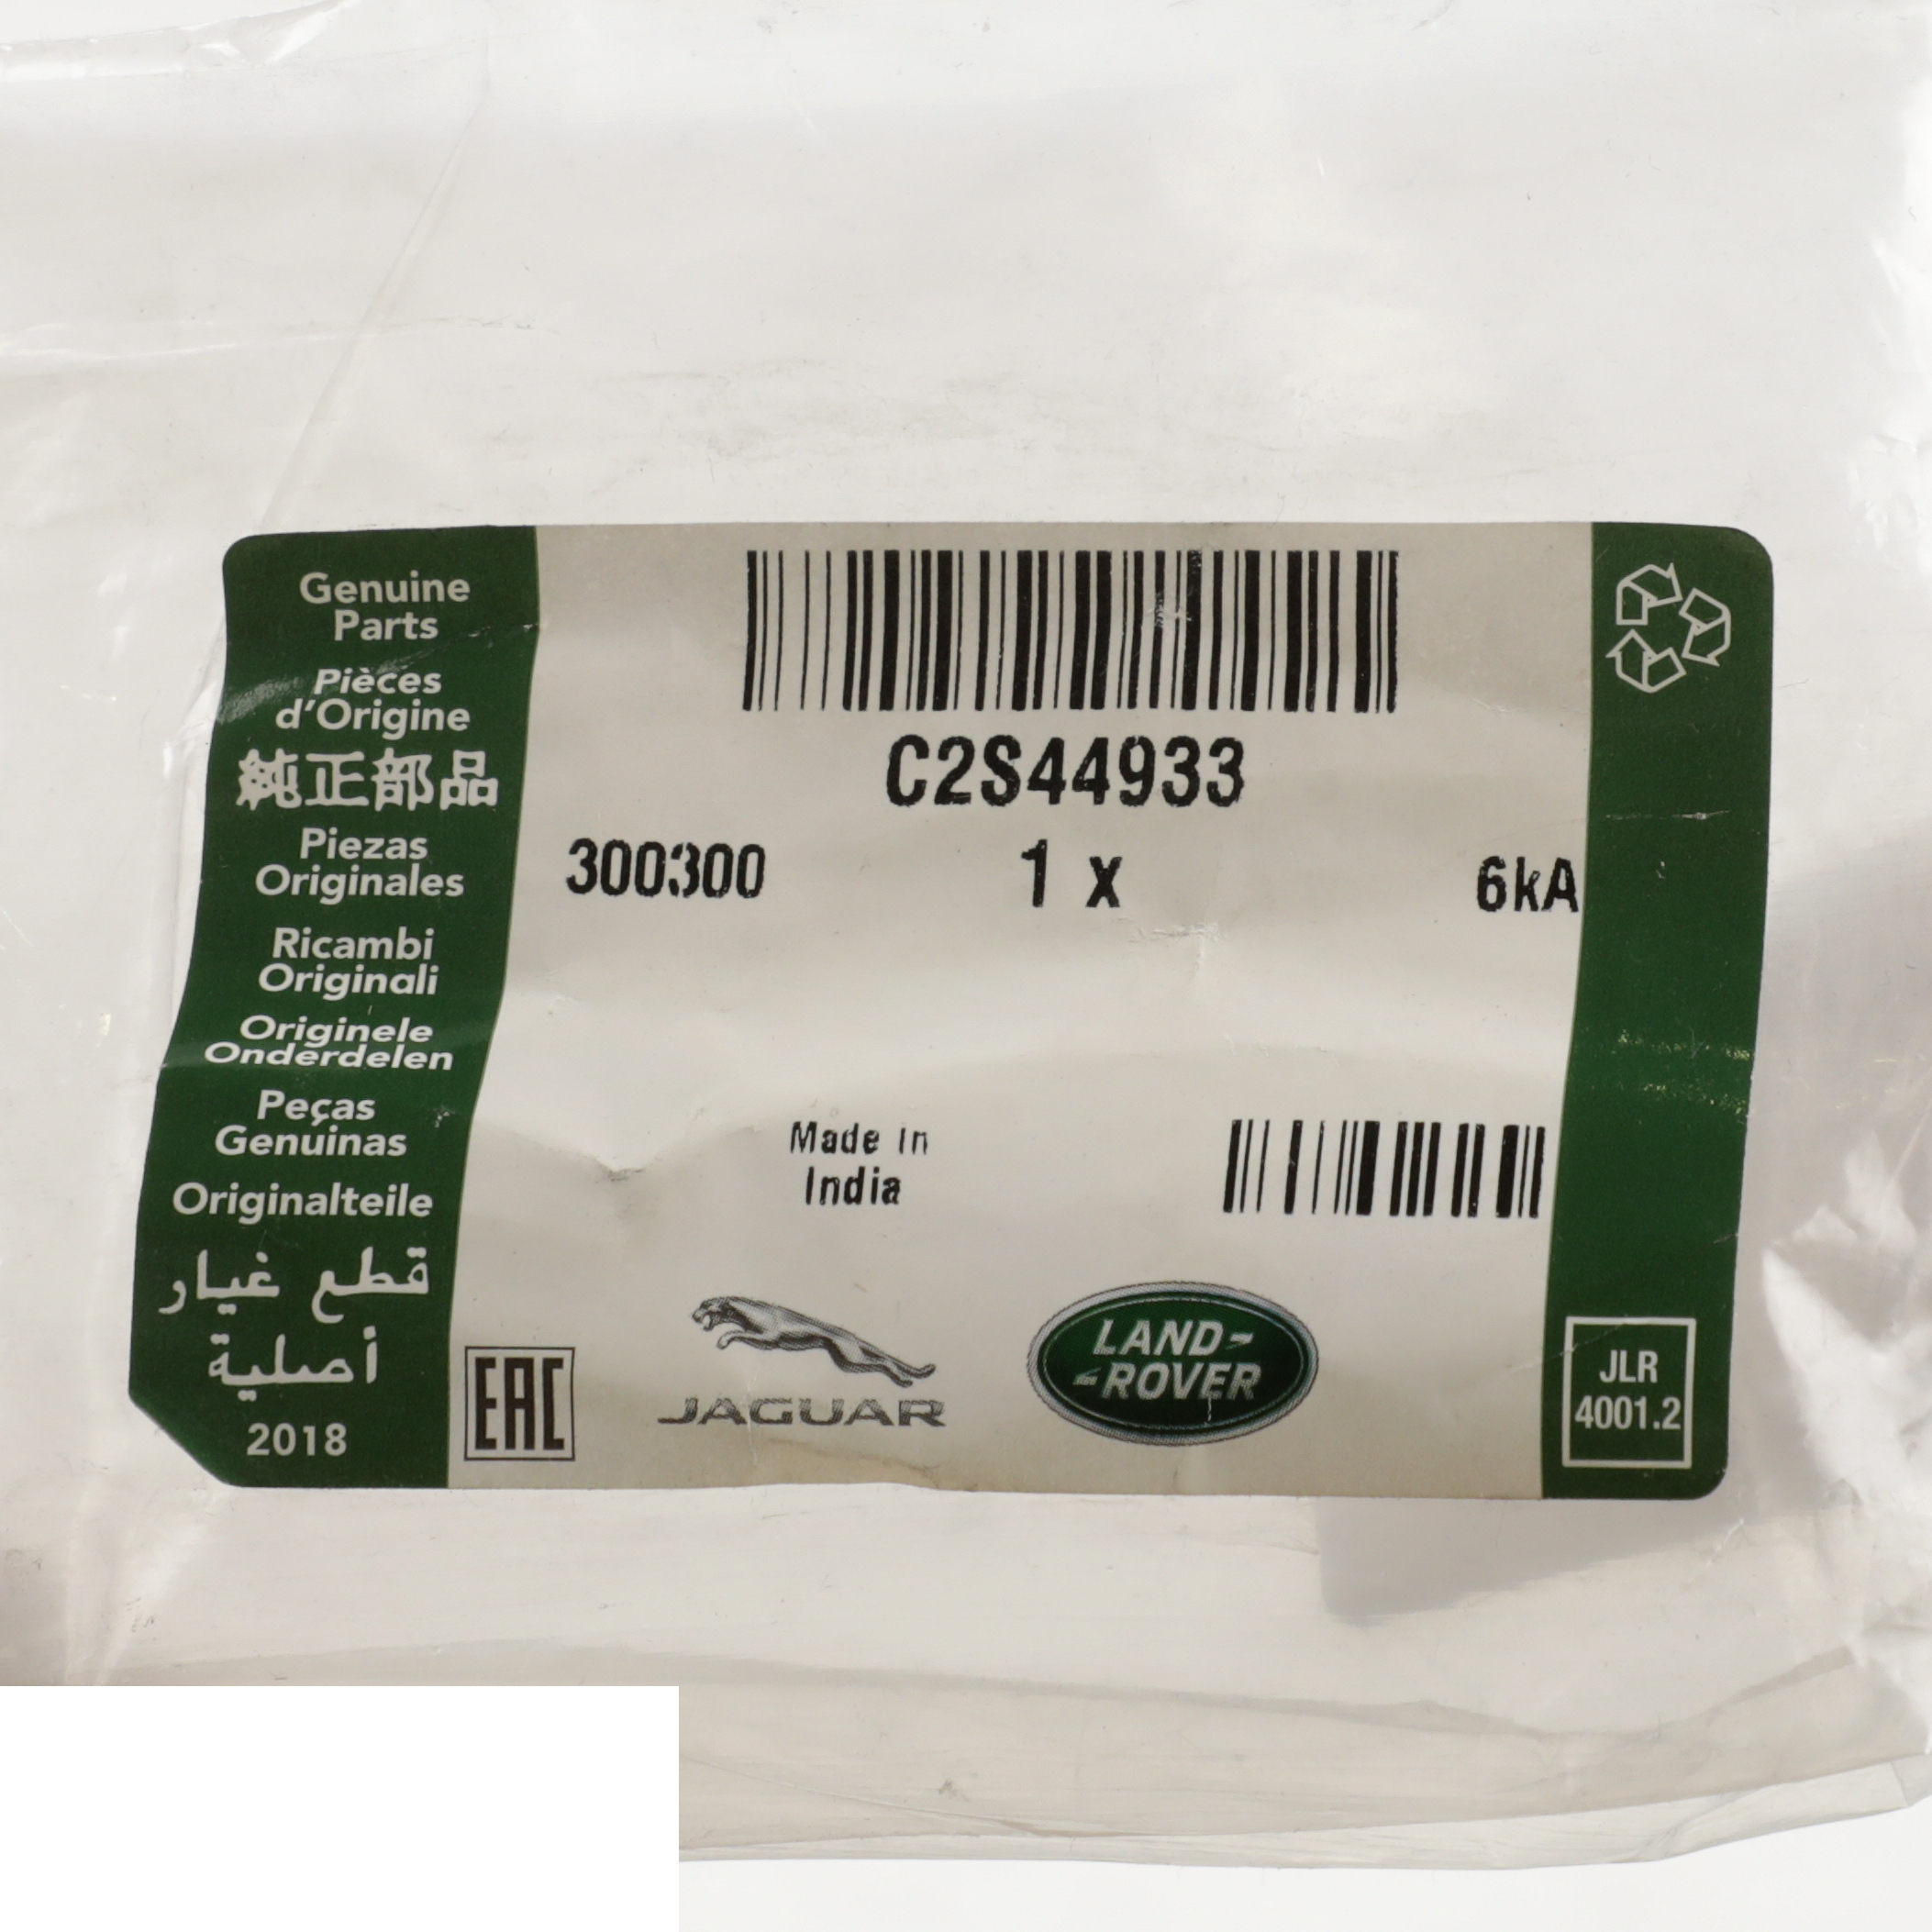 Genuine
Parts
Pièces
d'Origine
純正部品
Piezas
Originales
Ricambi
Originali
Originele
Onderdelen
Peças
Genuinas
Originalteile
قطع غيار
أصلية
2018
C2S44933
300300 1 x 6kA
Made in
India
EAC
JAGUAR
LAND-
-ROVER
JLR
4001.2